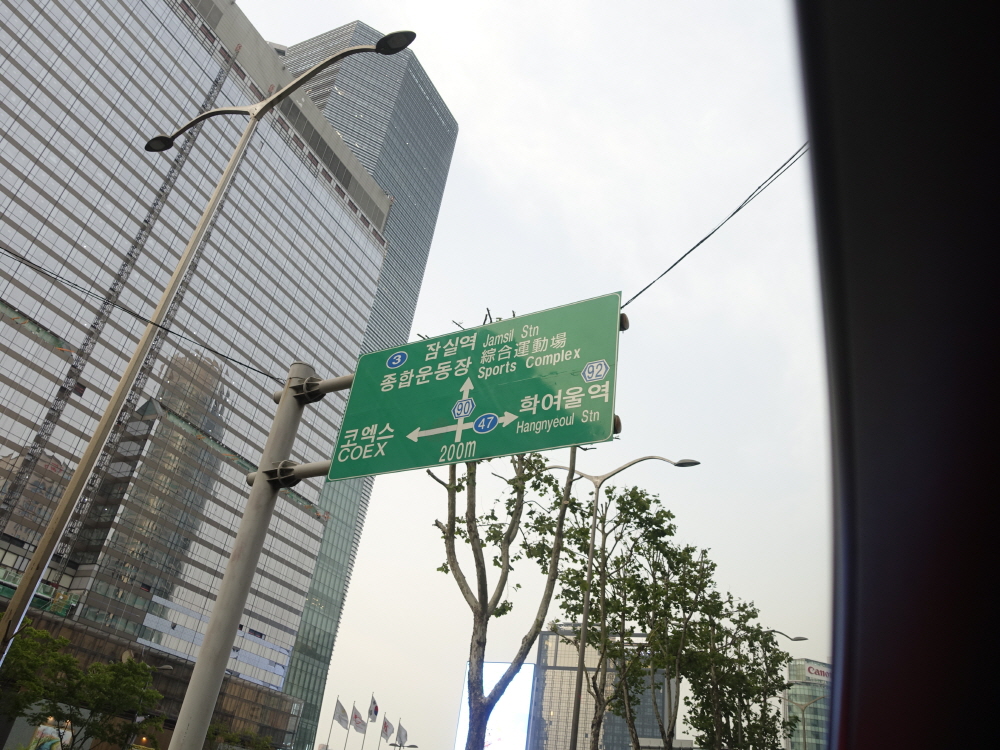 3 잠실역 Jamsil Stn
종합운동장 綜合運動場
Sports Complex
92
90
47
학여울역
Hangnyeoul Stn
코엑스
COEX
200m
Canon